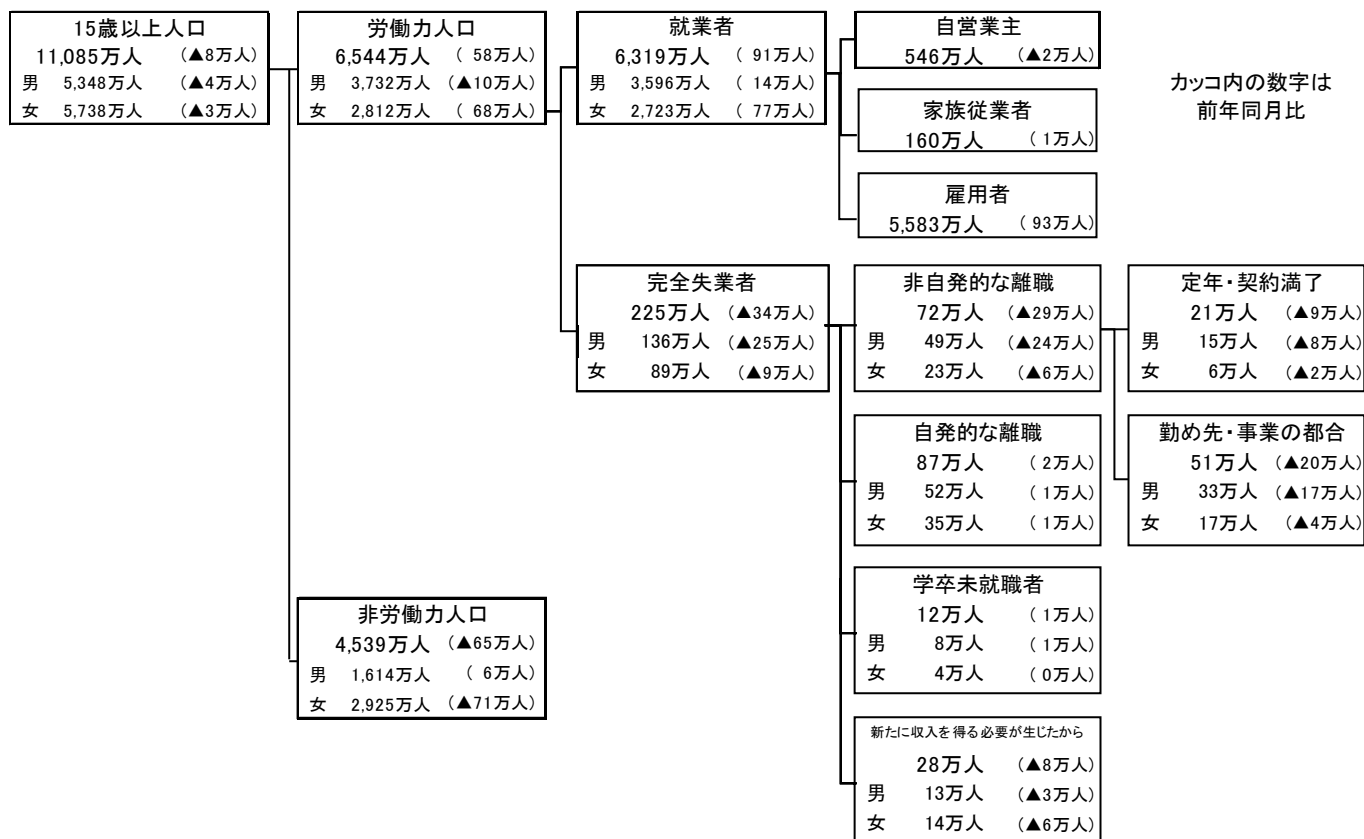 15歳以上人口
11,085万人 (▲8万人)
男 5,348万人 (▲4万人)
女 5,738万人 (▲3万人)
労働力人口
6,544万人 ( 58万人)
男 3,732万人 (▲10万人)
女 2,812万人 ( 68万人)
就業者
6,319万人 ( 91万人)
男 3,596万人 ( 14万人)
女 2,723万人 ( 77万人)
自営業主
546万人 (▲2万人)
家族従業者
160万人 ( 1万人)
雇用者
5,583万人 ( 93万人)
カッコ内の数字は
前年同月比
完全失業者
225万人 (▲34万人)
男 136万人 (▲25万人)
女 89万人 (▲9万人)
非自発的な離職
72万人 (▲29万人)
男 49万人 (▲24万人)
女 23万人 (▲6万人)
定年・契約満了
21万人 (▲9万人)
男 15万人 (▲8万人)
女 6万人 (▲2万人)
自発的な離職
87万人 ( 2万人)
男 52万人 ( 1万人)
女 35万人 ( 1万人)
勤め先・事業の都合
51万人 (▲20万人)
男 33万人 (▲17万人)
女 17万人 (▲4万人)
学卒未就職者
12万人 ( 1万人)
男 8万人 ( 1万人)
女 4万人 ( 0万人)
非労働力人口
4,539万人 (▲65万人)
男 1,614万人 ( 6万人)
女 2,925万人 (▲71万人)
新たに収入を得る必要が生じたから
28万人 (▲8万人)
男 13万人 (▲3万人)
女 14万人 (▲6万人)